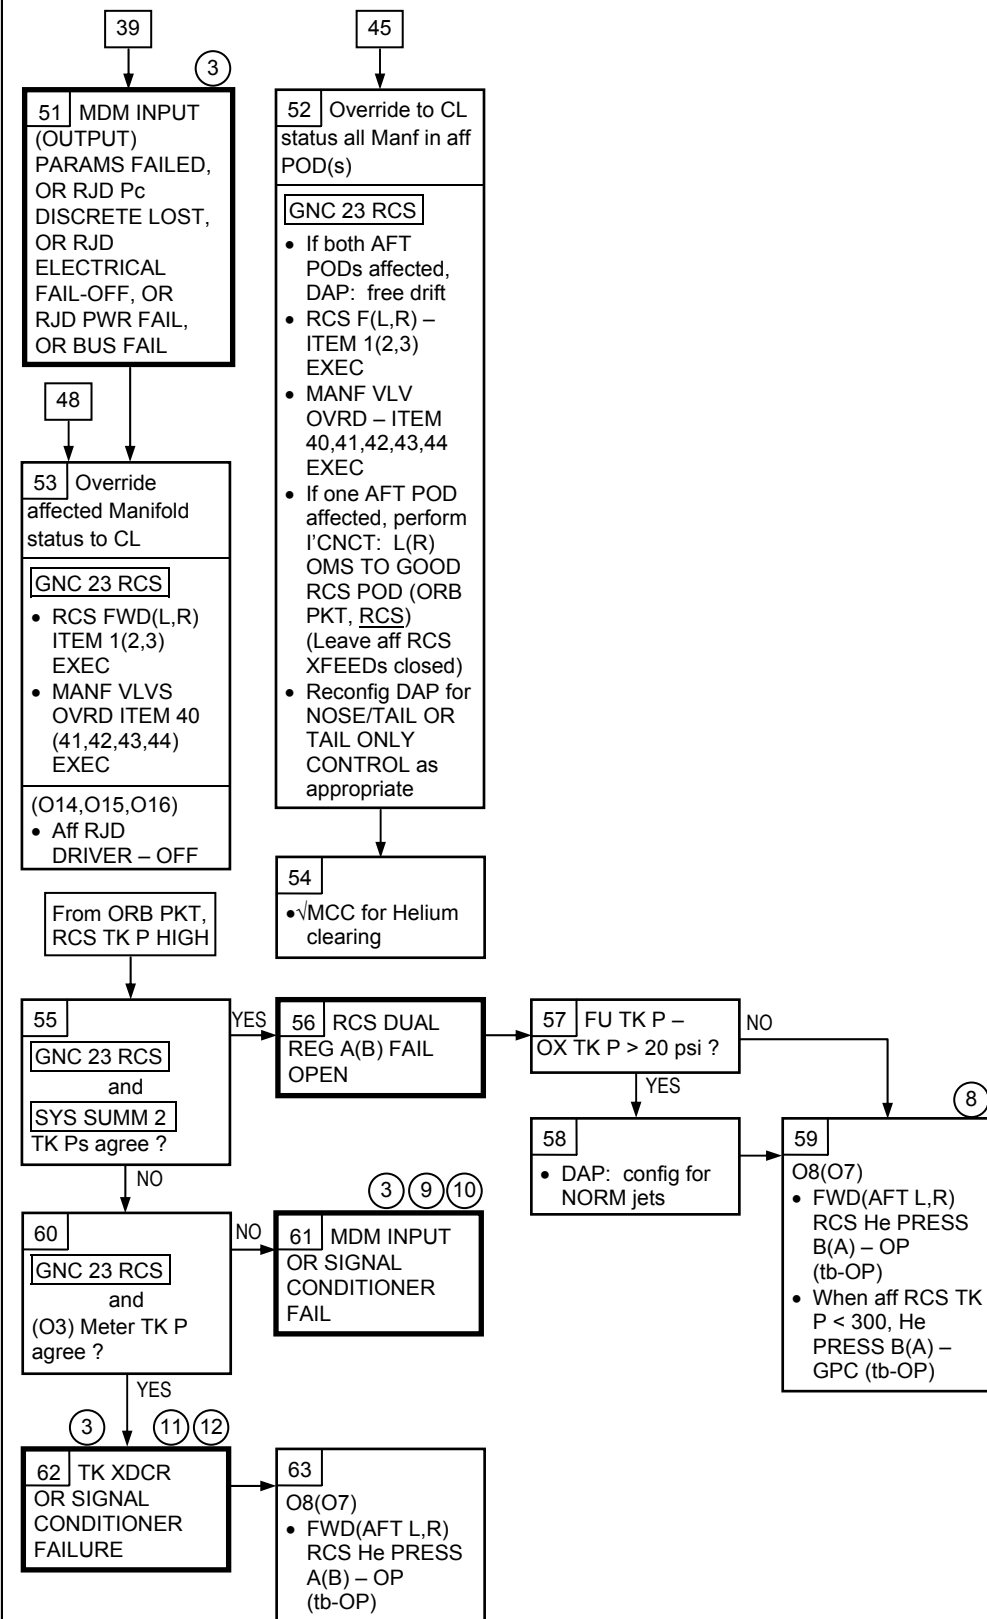 39
3
51 MDM INPUT
(OUTPUT)
PARAMS FAILED,
OR RJD Pc
DISCRETE LOST,
OR RJD
ELECTRICAL
FAIL-OFF, OR
RJD PWR FAIL,
OR BUS FAIL
48
53 Override
affected Manifold
status to CL
GNC 23 RCS
• RCS FWD(L,R)
ITEM 1(2,3)
EXEC
• MANF VLVS
OVRD ITEM 40
(41,42,43,44)
EXEC
(O14,O15,O16)
• Aff RJD
DRIVER – OFF
45
52 Override to CL
status all Manf in aff
POD(s)
GNC 23 RCS
• If both AFT
PODs affected,
DAP: free drift
• RCS F(L,R) –
ITEM 1(2,3)
EXEC
• MANF VLV
OVRD – ITEM
40,41,42,43,44
EXEC
• If one AFT POD
affected, perform
I'CNCT: L(R)
OMS TO GOOD
RCS POD (ORB
PKT, RCS)
(Leave aff RCS
XFEEDs closed)
• Reconfig DAP for
NOSE/TAIL OR
TAIL ONLY
CONTROL as
appropriate
54
•√MCC for Helium
clearing
From ORB PKT,
RCS TK P HIGH
55
GNC 23 RCS
and
SYS SUMM 2
TK Ps agree ?
YES
56 RCS DUAL
REG A(B) FAIL
OPEN
57 FU TK P –
OX TK P > 20 psi ?
NO
YES
58
• DAP: config for
NORM jets
8
59
O8(O7)
• FWD(AFT L,R)
RCS He PRESS
B(A) – OP
(tb-OP)
• When aff RCS TK
P < 300, He
PRESS B(A) –
GPC (tb-OP)
NO
60
GNC 23 RCS
and
(O3) Meter TK P
agree ?
NO
3 9 10
61 MDM INPUT
OR SIGNAL
CONDITIONER
FAIL
YES
3 11 12
62 TK XDCR
OR SIGNAL
CONDITIONER
FAILURE
63
O8(O7)
• FWD(AFT L,R)
RCS He PRESS
A(B) – OP
(tb-OP)